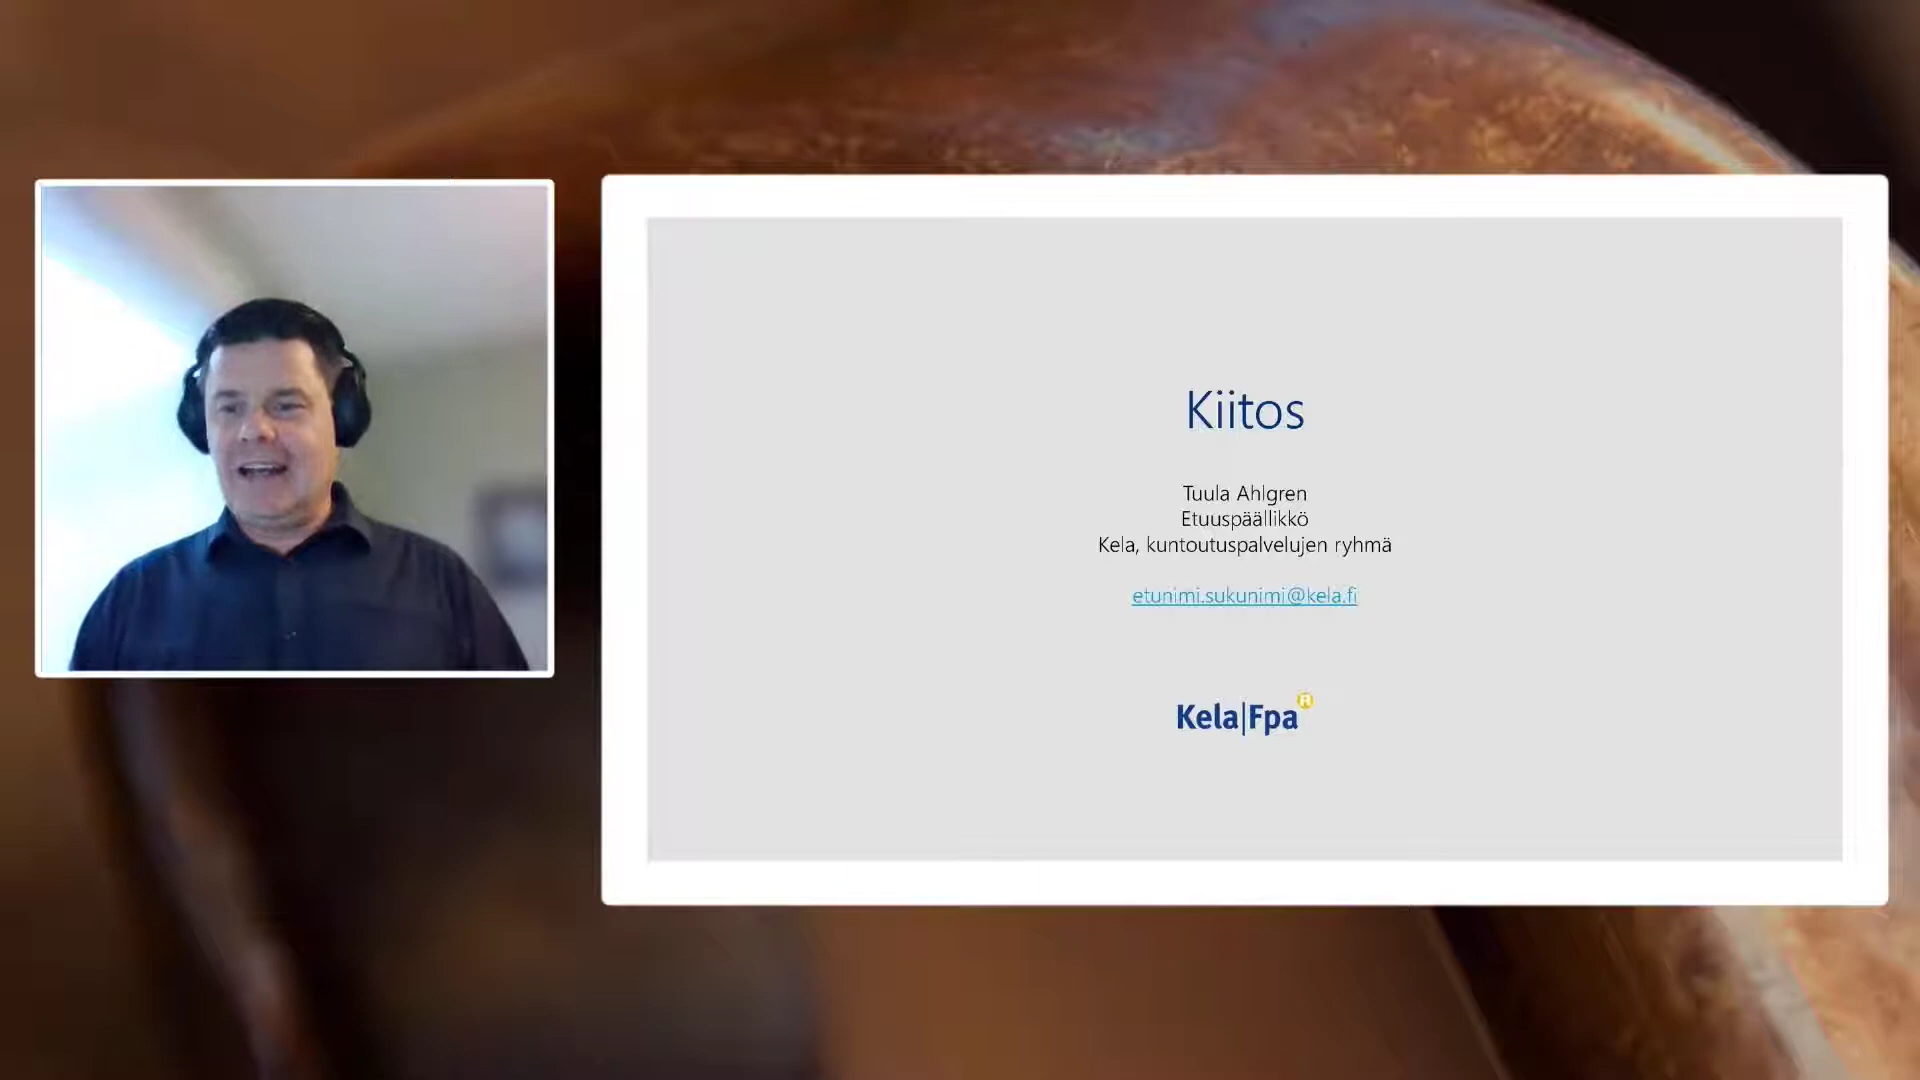 Kiitos
Tuula Ahlgren
Etuuspäällikkö
Kela, kuntoutuspalvelujen ryhmä
etunimi.sukunimi@kela.fi
Kela|Fpa